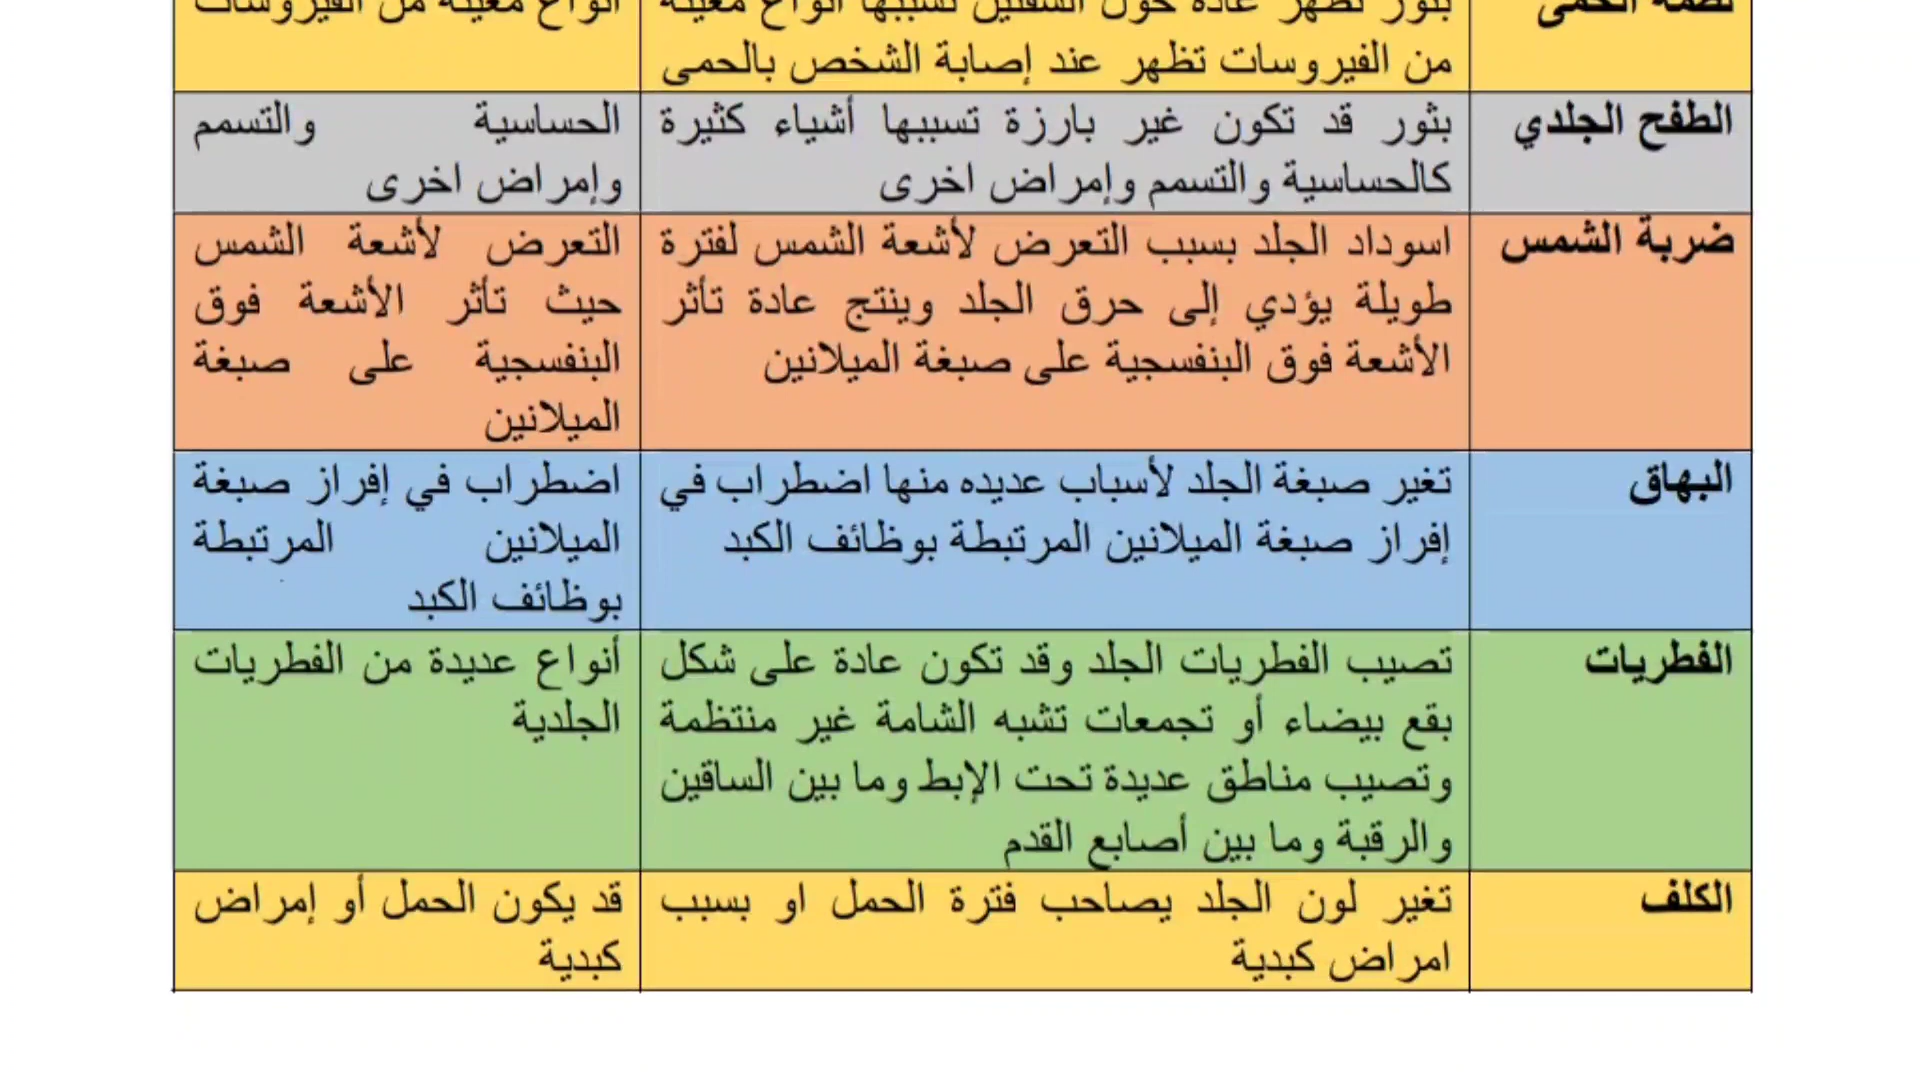 من الفيروسات تظهر عند إصابة الشخص بالحمى
الطفح الجلدي
بثور قد تكون غير بارزة تسببها أشياء كثيرة
كالحساسية والتسمم وإمراض اخرى
الحساسية والتسمم
وإمراض اخرى
ضربة الشمس
اسوداد الجلد بسبب التعرض لأشعة الشمس لفترة
طويلة يؤدي إلى حرق الجلد وينتج عادة تأثر
الأشعة فوق البنفسجية على صبغة الميلانين
التعرض لأشعة الشمس
حيث تأثر الأشعة فوق
البنفسجية على صبغة
الميلانين
البهاق
تغير صبغة الجلد لأسباب عديده منها اضطراب في
إفراز صبغة الميلانين المرتبطة بوظائف الكبد
اضطراب في إفراز صبغة
الميلانين المرتبطة
بوظائف الكبد
الفطريات
تصيب الفطريات الجلد وقد تكون عادة على شكل
بقع بيضاء أو تجمعات تشبه الشامة غير منتظمة
وتصيب مناطق عديدة تحت الإبط وما بين الساقين
والرقبة وما بين أصابع القدم
أنواع عديدة من الفطريات
الجلدية
الكلف
تغير لون الجلد يصاحب فترة الحمل او بسبب
امراض كبدية
قد يكون الحمل أو إمراض
كبدية